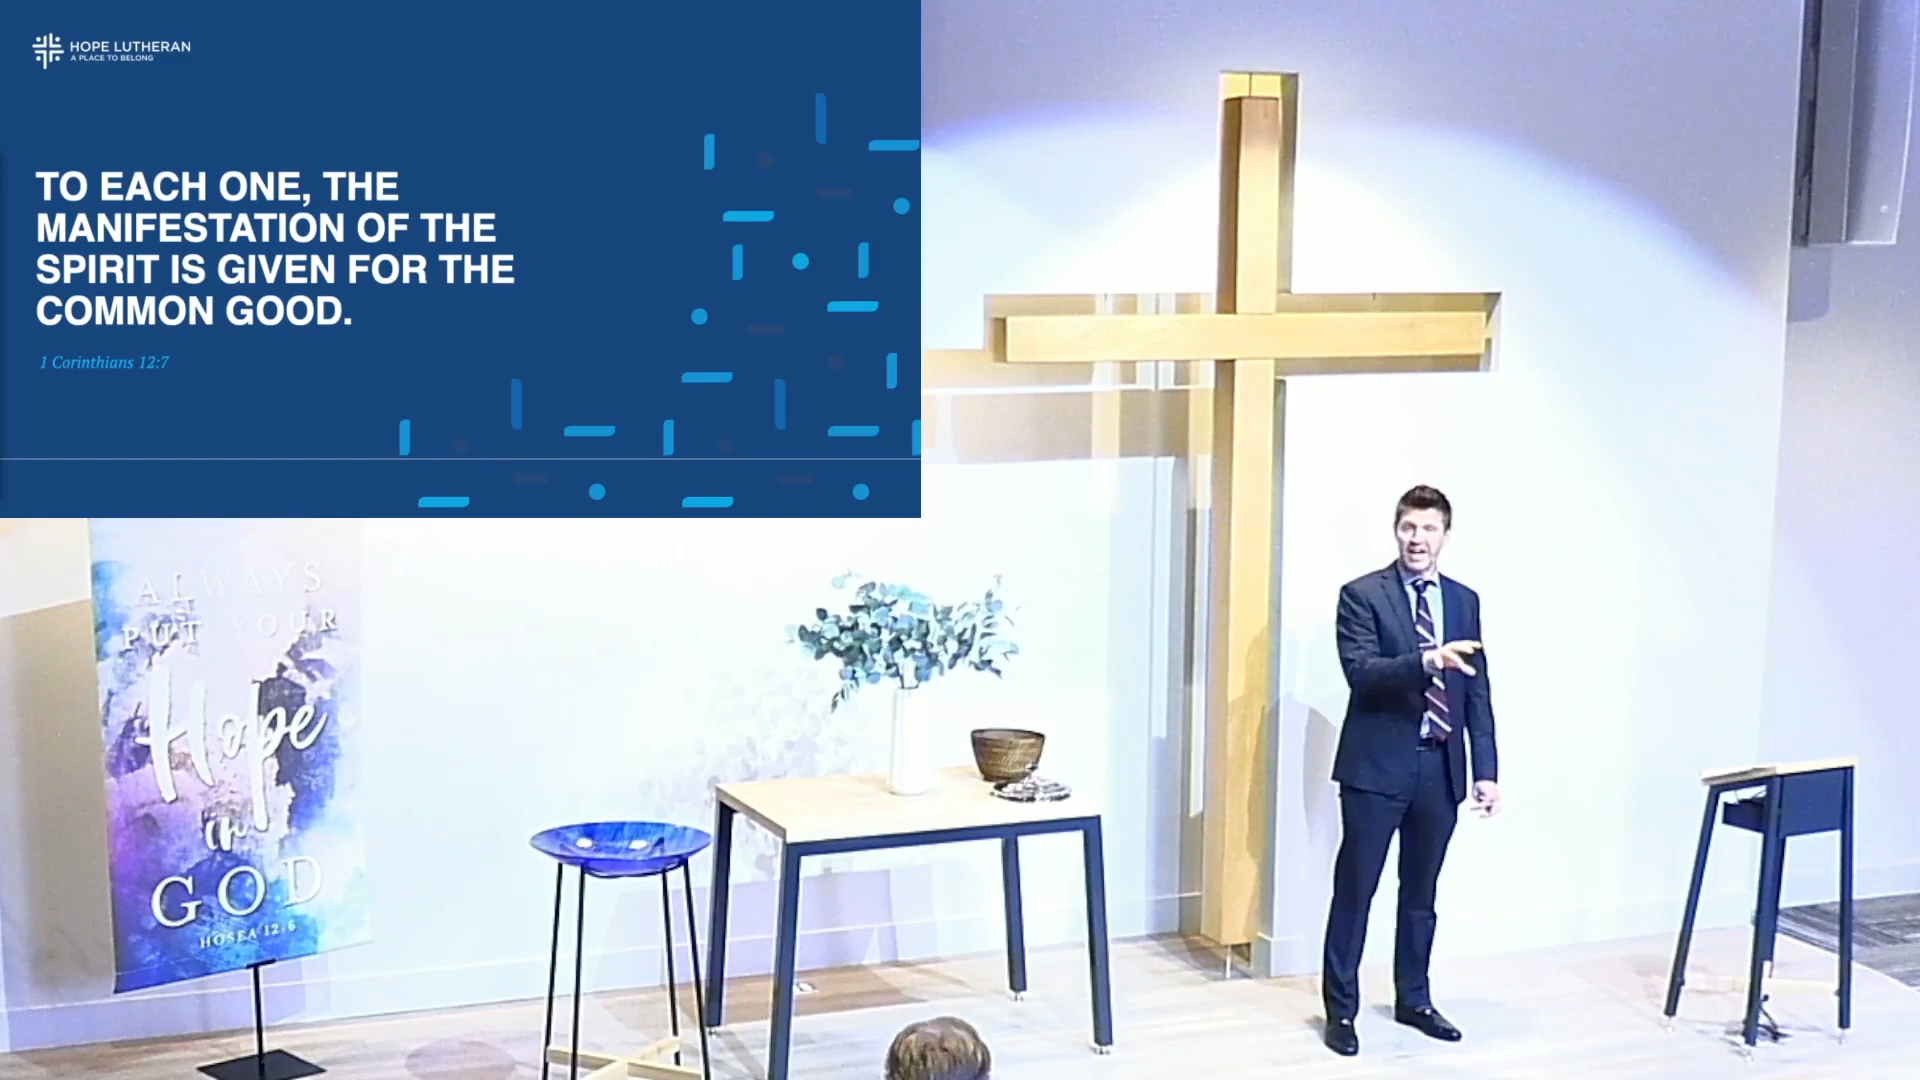 HOPE LUTHERAN
A PLACE TO BELONG
TO EACH ONE, THE
MANIFESTATION OF THE
SPIRIT IS GIVEN FOR THE
COMMON GOOD.
1 Corinthians 12:7
ALWAYS
PUT YOUR
Hope
in
GOD
HOSEA 12:6